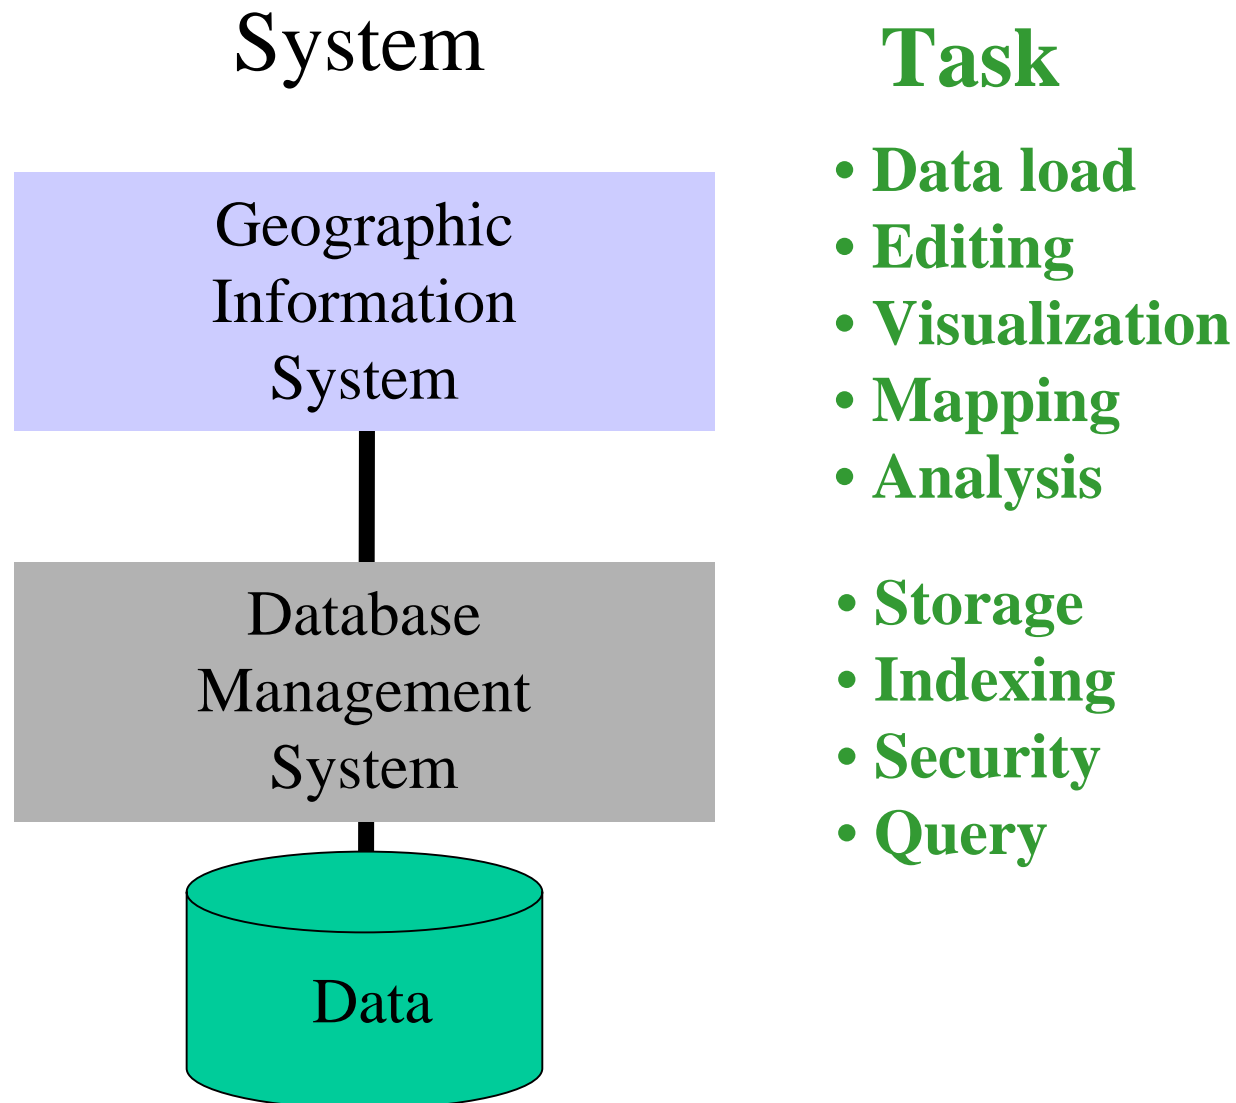 System
Task
Geographic
Information
System
• Data load
• Editing
• Visualization
• Mapping
• Analysis
Database
Management
System
• Storage
• Indexing
• Security
• Query
Data